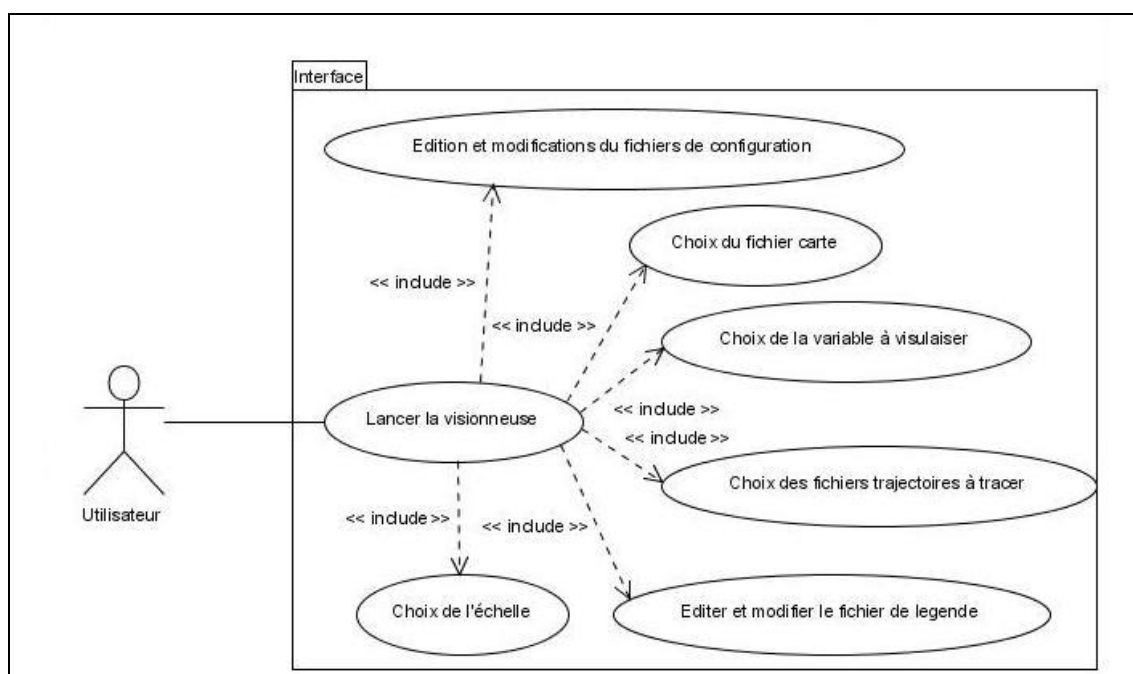 Interface
Edition et modifications du fichiers de configuration
Choix du fichier carte
<< include >>
<< include >>
Choix de la variable à visulaiser
Lancer la visionneuse
<< include >>
<< include >>
Choix des fichiers trajectoires à tracer
Utilisateur
<< include >>
<< include >>
Choix de l'échelle
Editer et modifier le fichier de legende